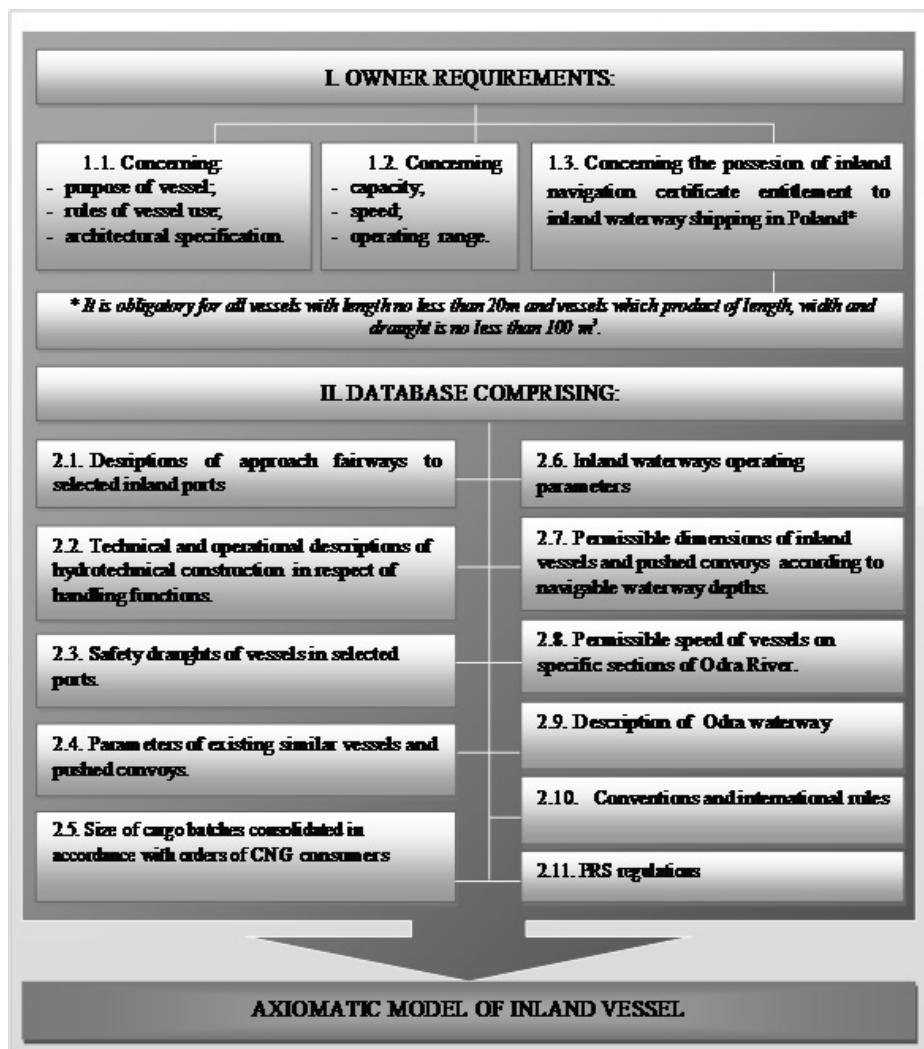 I. OWNER REQUIREMENTS:
1.1. Concerning:
- purpose of vessel;
- rules of vessel use;
- architectural specification.
1.2. Concerning
- capacity;
- speed;
- operating range.
1.3. Concerning the possesion of inland
navigation certificate entitlement to
inland waterway shipping in Poland*
* It is obligatory for all vessels with length no less than 20m and vessels which product of length, width and
draught is no less than 100 m³.
II. DATABASE COMPRISING:
2.1. Desriptions of approach fairways to
selected inland ports
2.2. Technical and operational descriptions of
hydrotechnical construction in respect of
handling functions.
2.3. Safety draughts of vessels in selected
ports.
2.4. Parameters of existing similar vessels and
pushed convoys.
2.5. Size of cargo batches consolidated in
accordance with orders of CNG consumers
2.6. Inland waterways operating
parameters
2.7. Permissible dimensions of inland
vessels and pushed convoys according to
navigable waterway depths.
2.8. Permissible speed of vessels on
specific sections of Odra River.
2.9. Description of Odra waterway
2.10. Conventions and international rules
2.11. PRS regulations
AXIOMATIC MODEL OF INLAND VESSEL